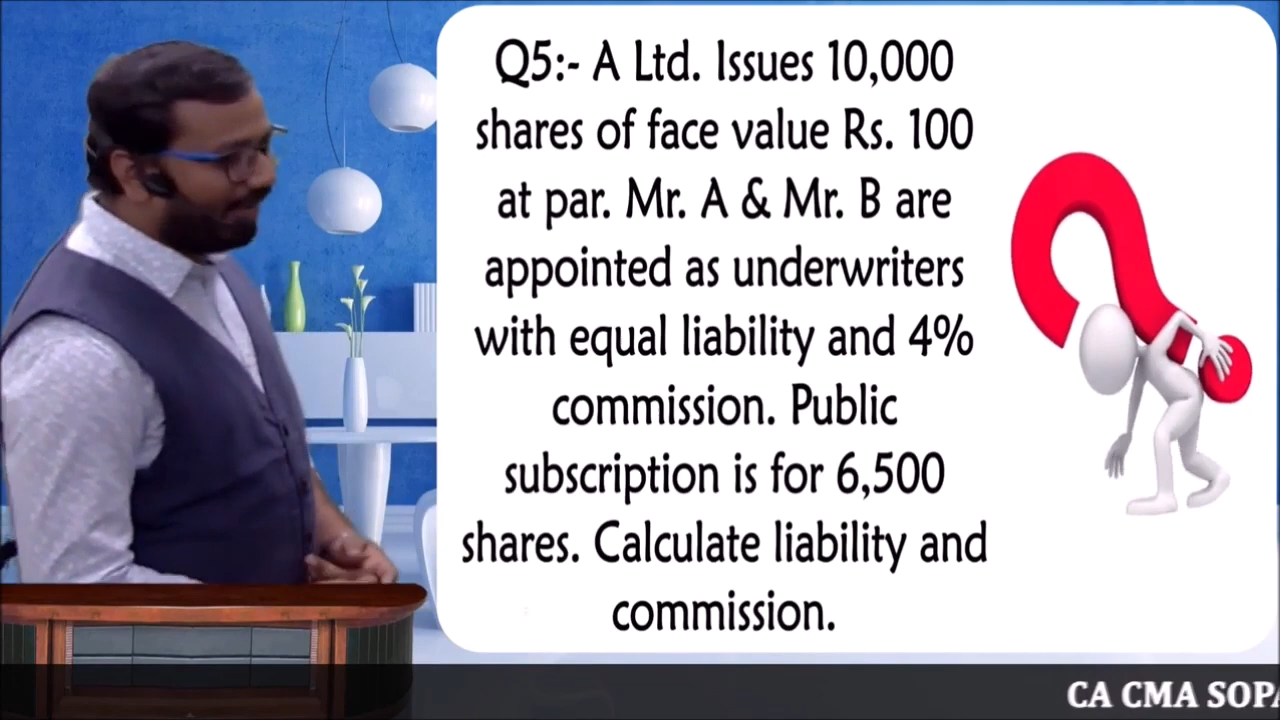 Q5:- A Ltd. Issues 10,000
shares of face value Rs. 100
at par. Mr. A & Mr. B are
appointed as underwriters
with equal liability and 4%
commission. Public
subscription is for 6,500
shares. Calculate liability and
commission.
CA CMA